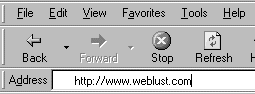 File Edit View Favorites Tools Help
Back Forward Stop Refresh
Address http://www.weblust.com